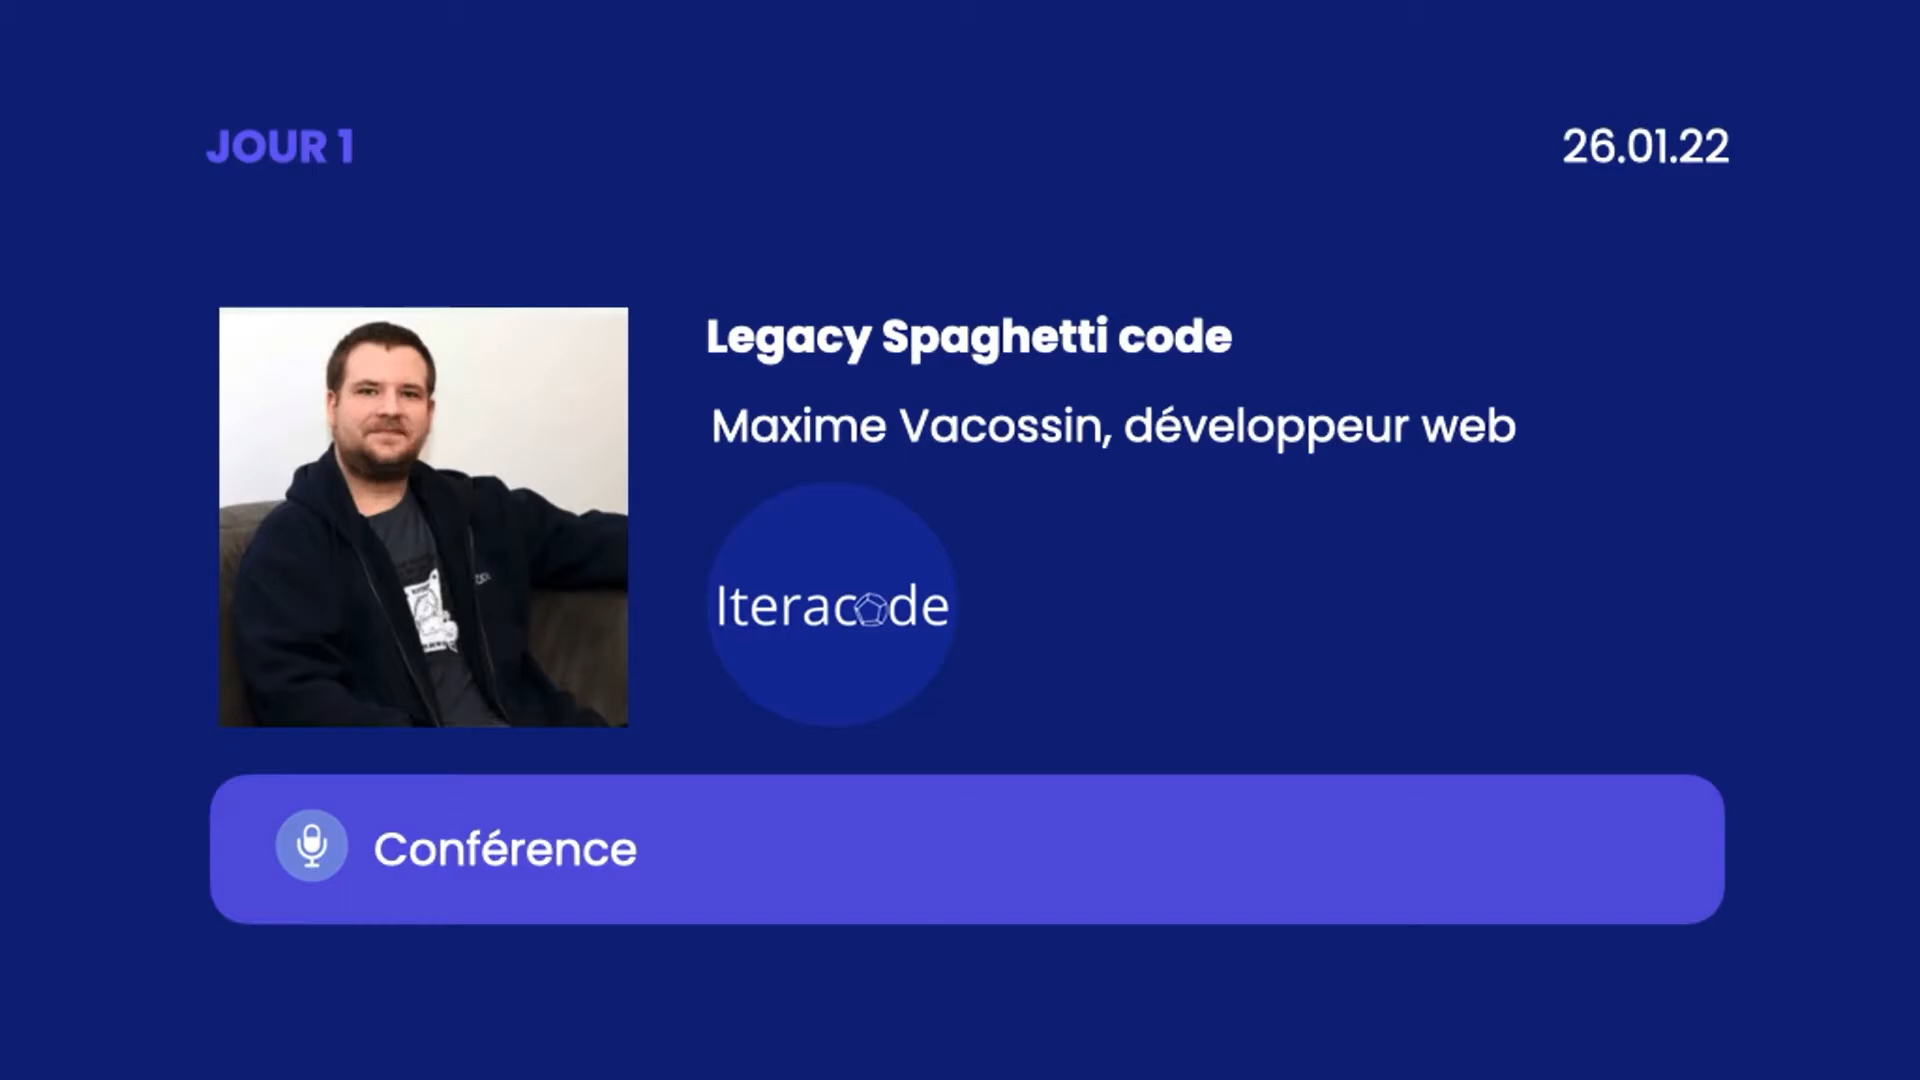 JOUR 1
26.01.22
Legacy Spaghetti code
Maxime Vacossin, développeur web
Iteracode
Conférence